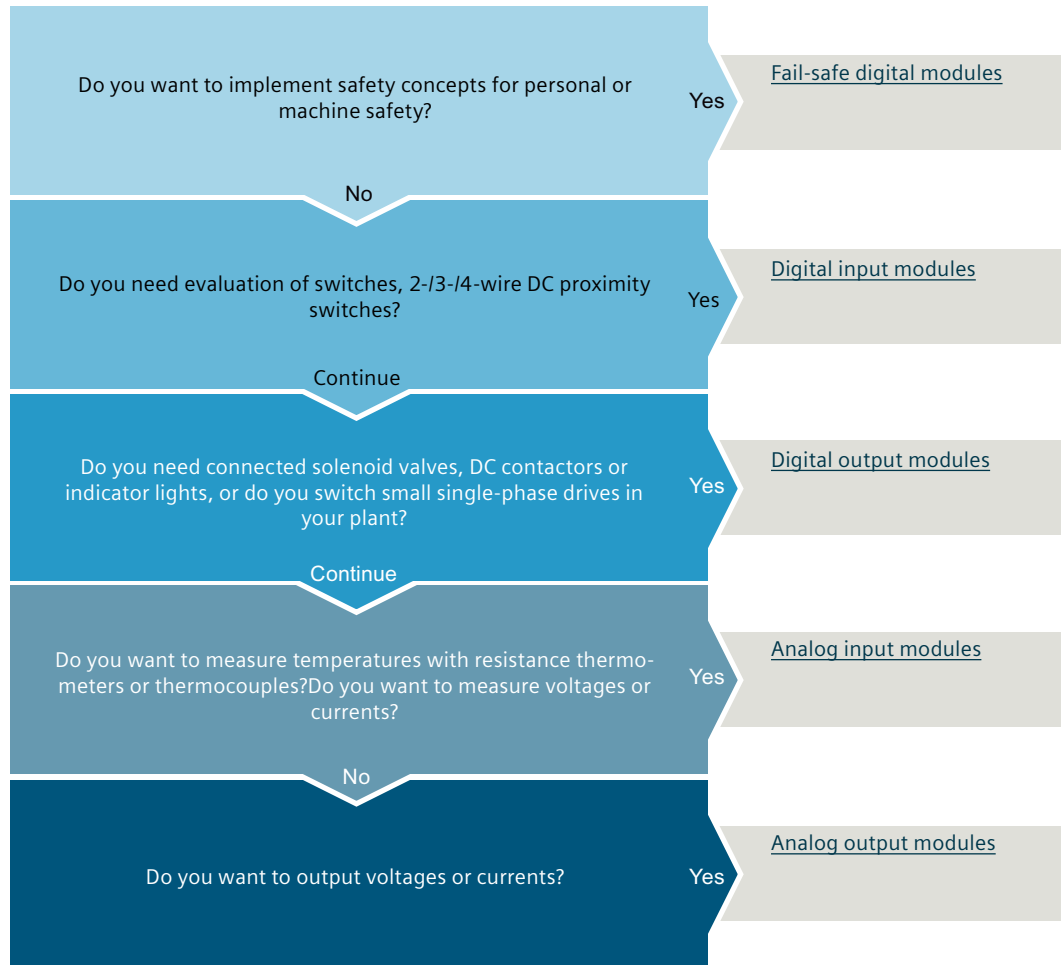 Do you want to implement safety concepts for personal or
machine safety?
Yes
Fail-safe digital modules
No
Do you need evaluation of switches, 2-/3-/4-wire DC proximity
switches?
Yes
Digital input modules
Continue
Do you need connected solenoid valves, DC contactors or
indicator lights, or do you switch small single-phase drives in
your plant?
Yes
Digital output modules
Continue
Do you want to measure temperatures with resistance thermo-
meters or thermocouples?Do you want to measure voltages or
currents?
Yes
Analog input modules
No
Do you want to output voltages or currents?
Yes
Analog output modules